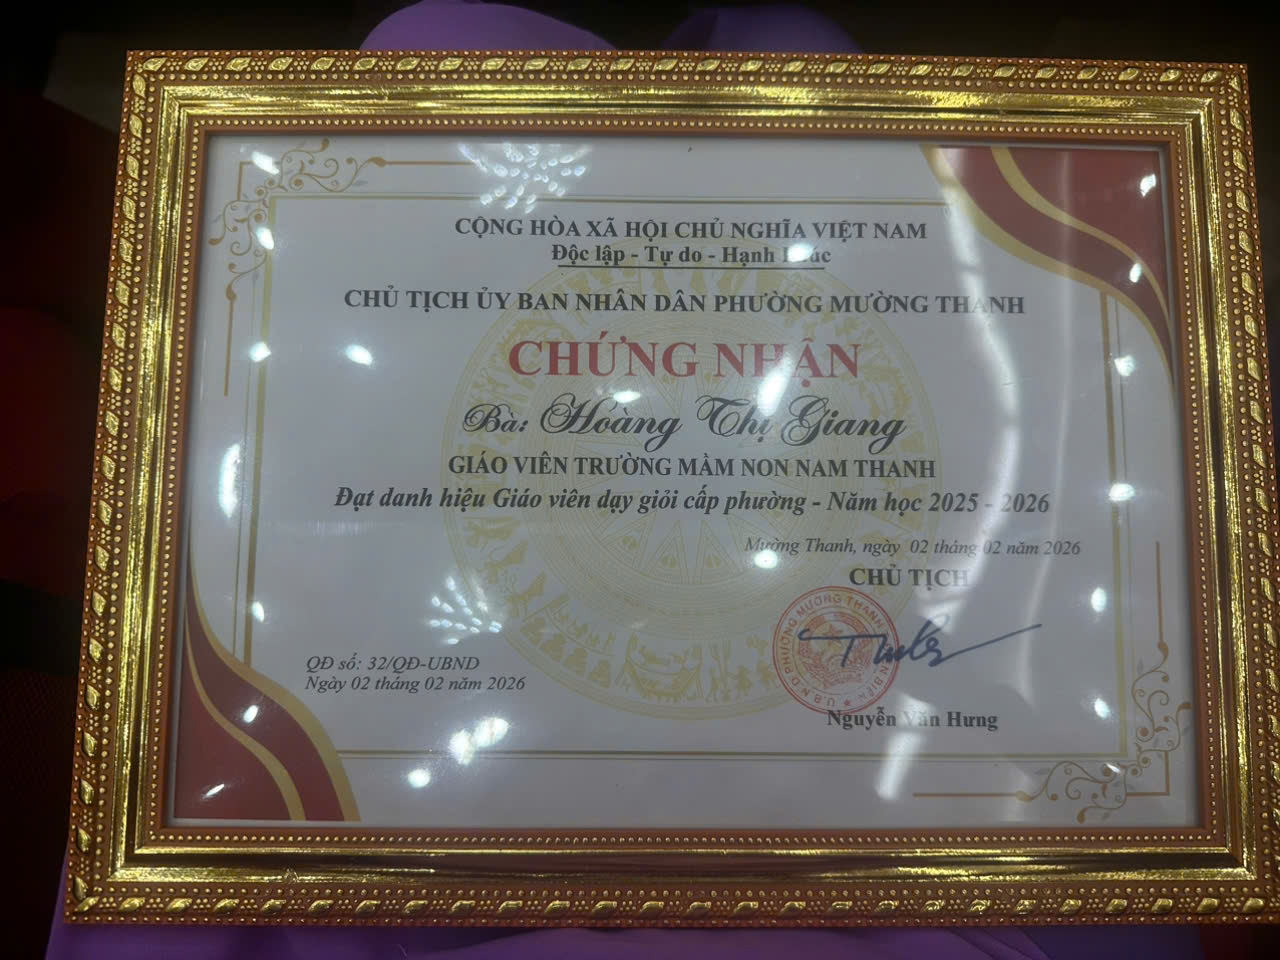 CỘNG HÒA XÃ HỘI CHỦ NGHĨA VIỆT NAM
Độc lập - Tự do - Hạnh
CHỦ TỊCH ỦY BAN NHÂN DÂN PHƯỜNG MƯỜNG THANH
CHỨNG NHẬN
Bà: Hoàng Thị Giang
GIÁO VIÊN TRƯỜNG MẦM NON NAM THANH
Đạt danh hiệu Giáo viên dạy giỏi cấp phường - Năm học 2025 - 2026
Mường Thanh, ngày 02 tháng 02 năm 2026
CHỦ TỊCH
U.B.N.D PHƯỜNG MƯỜNG THANH
QĐ số: 32/QĐ-UBND
Ngày 02 tháng 02 năm 2026
Nguyễn Văn Hưng